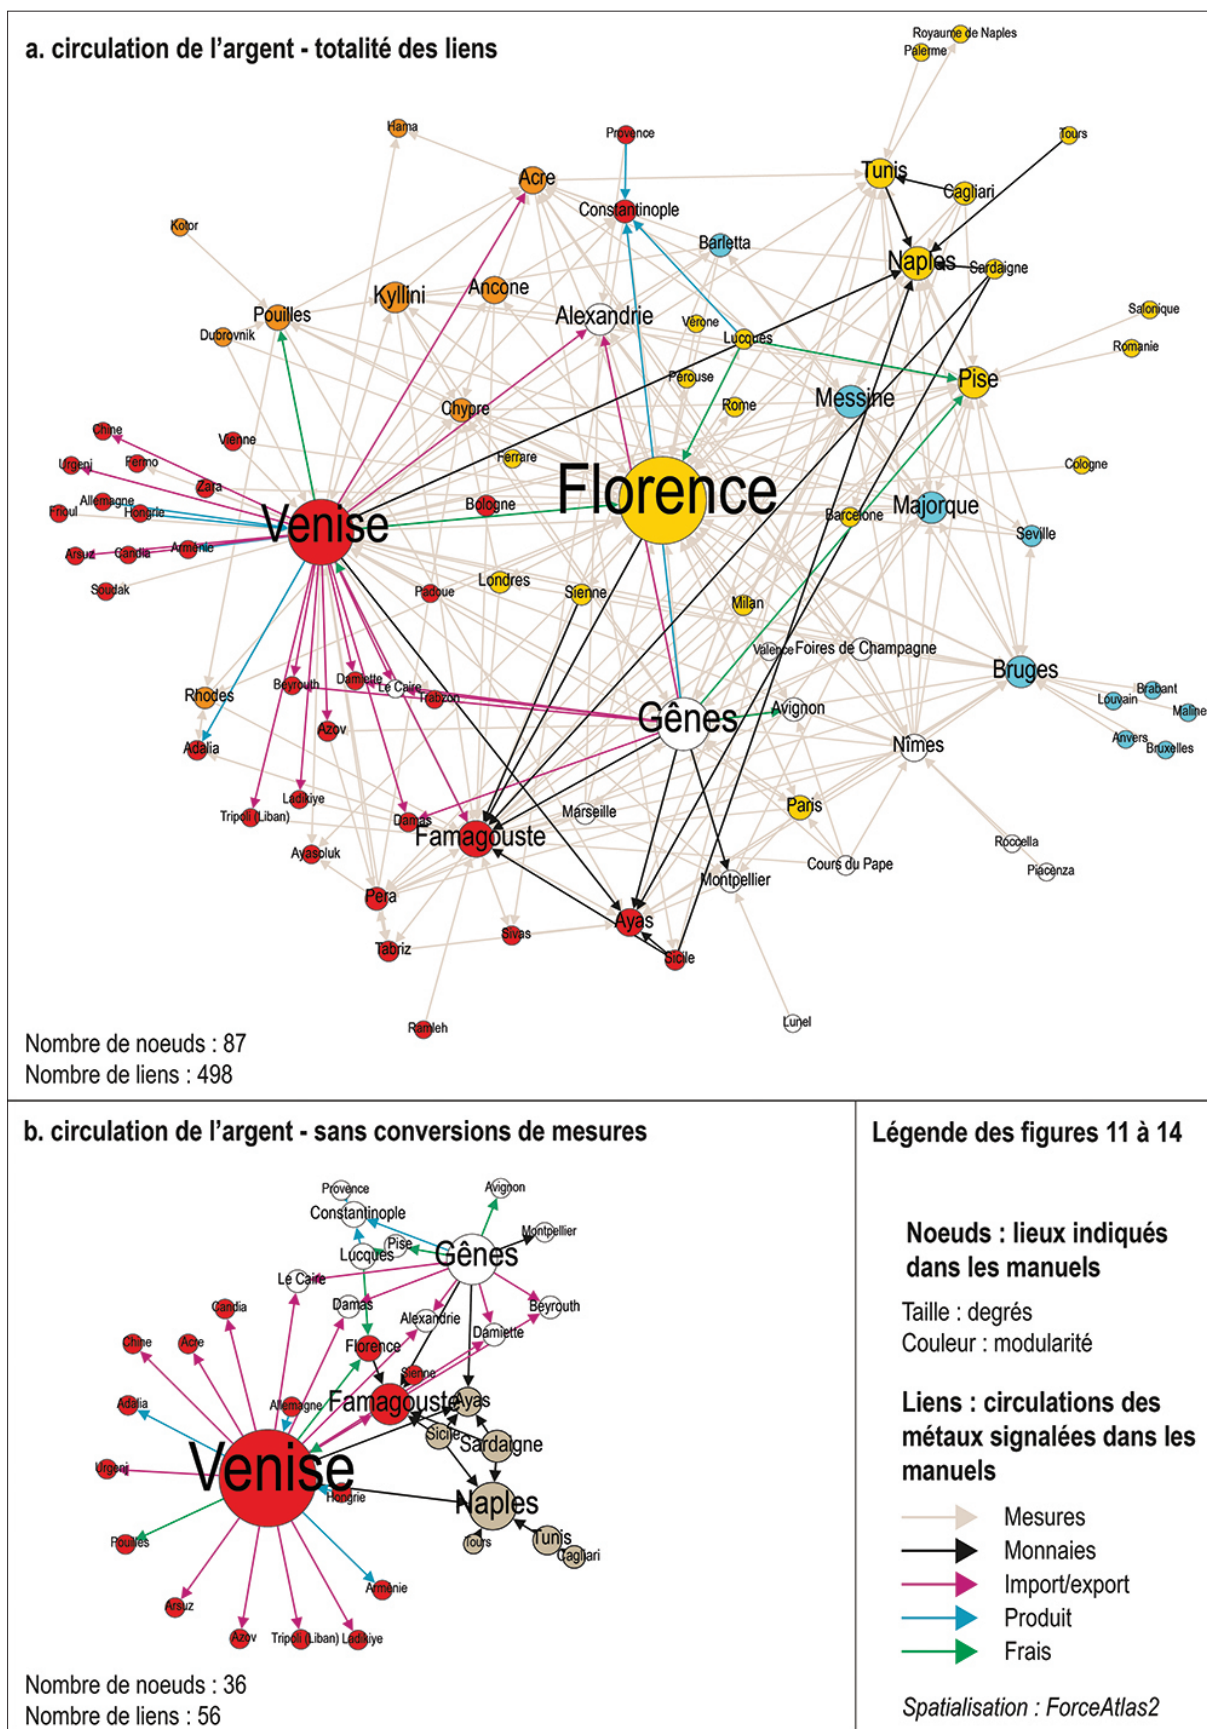 a. circulation de l'argent - totalité des liens
Royaume de Naples
Palerme
Hama
Provence
Tours
Acre
Tunis
Cagliari
Constantinople
Kotor
Barletta
Naples
Sardaigne
Kyllini
Ancone
Pouilles
Alexandrie
Vérone
Salonique
Dubrovnik
Lucques
Romanie
Pérouse
Pise
Messine
Chypre
Rome
Chine
Vienne
Urgenj
Fermo
Ferrare
Cologne
Zara
Florence
Allemagne
Bologne
Majorque
Frioul
Hongrie
Venise
Barcelone
Séville
Arsuz
Candia
Arménie
Soudak
Padoue
Londres
Sienne
Milan
Valence
Foires de Champagne
Bruges
Beyrouth
Damiette
Le Caire
Trabzon
Rhodes
Avignon
Louvain
Brabant
Maline
Azov
Gênes
Adalia
Nîmes
Anvers
Bruxelles
Ladikiye
Tripoli (Liban)
Damas
Marseille
Paris
Famagouste
Ayasoluk
Cours du Pape
Roccella
Piacenza
Montpellier
Pera
Ayas
Sivas
Tabriz
Sicile
Ramleh
Lunel
Nombre de noeuds : 87
Nombre de liens : 498
b. circulation de l'argent - sans conversions de mesures
Provence
Avignon
Constantinople
Montpellier
Pise
Lucques
Gênes
Le Caire
Candia
Damas
Alexandrie
Beyrouth
Damiette
Chine
Acre
Florence
Sienne
Adalia
Allemagne
Famagouste
Ayas
Sicile
Sardaigne
Urgenj
Venise
Hongrie
Naples
Pouilles
Tours
Tunis
Cagliari
Arménie
Arsuz
Azov
Tripoli (Liban)
Ladikiye
Nombre de noeuds : 36
Nombre de liens : 56
Légende des figures 11 à 14
Noeuds : lieux indiqués
dans les manuels
Taille : degrés
Couleur : modularité
Liens : circulations des
métaux signalées dans les
manuels
Mesures
Monnaies
Import/export
Produit
Frais
Spatialisation : ForceAtlas2